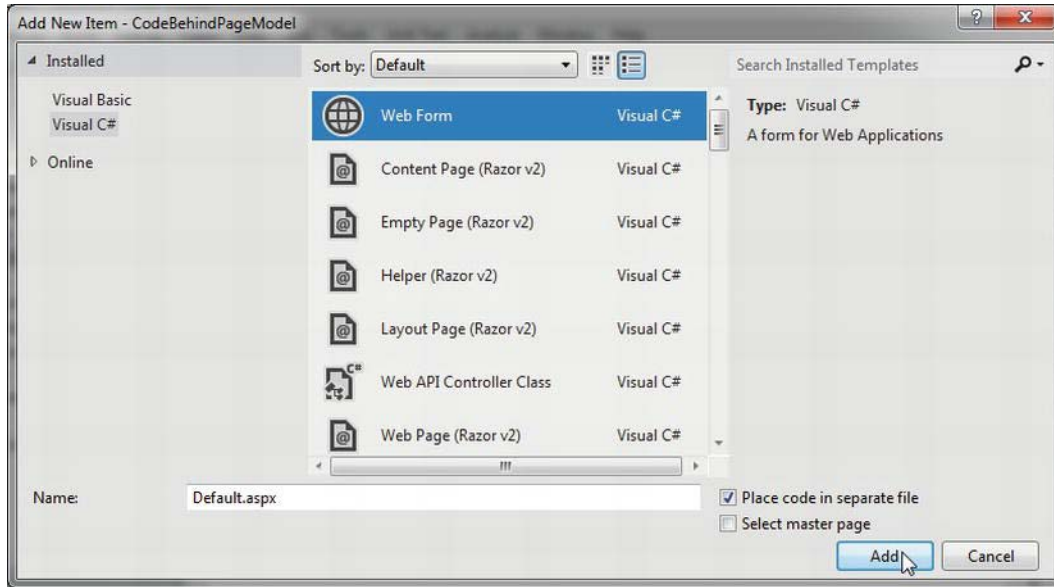 Add New Item - CodeBehindPageModel
Installed
Visual Basic
Visual C#
Online
Sort by: Default
Search Installed Templates
Web Form Visual C#
Content Page (Razor v2) Visual C#
Empty Page (Razor v2) Visual C#
Helper (Razor v2) Visual C#
Layout Page (Razor v2) Visual C#
C#
Web API Controller Class Visual C#
Web Page (Razor v2) Visual C#
Type: Visual C#
A form for Web Applications
Name: Default.aspx
Place code in separate file
Select master page
Add Cancel